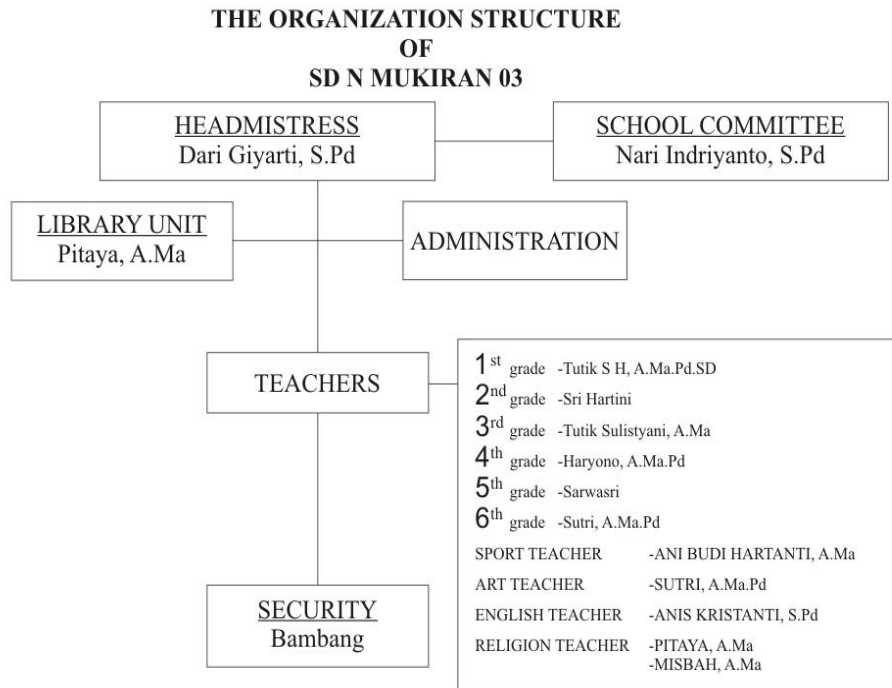 THE ORGANIZATION STRUCTURE
OF
SD N MUKIRAN 03
HEADMISTRESS
Dari Giyarti, S.Pd
SCHOOL COMMITTEE
Nari Indriyanto, S.Pd
LIBRARY UNIT
Pitaya, A.Ma
ADMINISTRATION
TEACHERS
1st grade -Tutik S H, A.Ma.Pd.SD
2nd grade -Sri Hartini
3rd grade -Tutik Sulistyani, A.Ma
4th grade -Haryono, A.Ma.Pd
5th grade -Sarwasri
6th grade -Sutri, A.Ma.Pd
SPORT TEACHER -ANI BUDI HARTANTI, A.Ma
ART TEACHER -SUTRI, A.Ma.Pd
ENGLISH TEACHER -ANIS KRISTANTI, S.Pd
RELIGION TEACHER -PITAYA, A.Ma
-MISBAH, A.Ma
SECURITY
Bambang